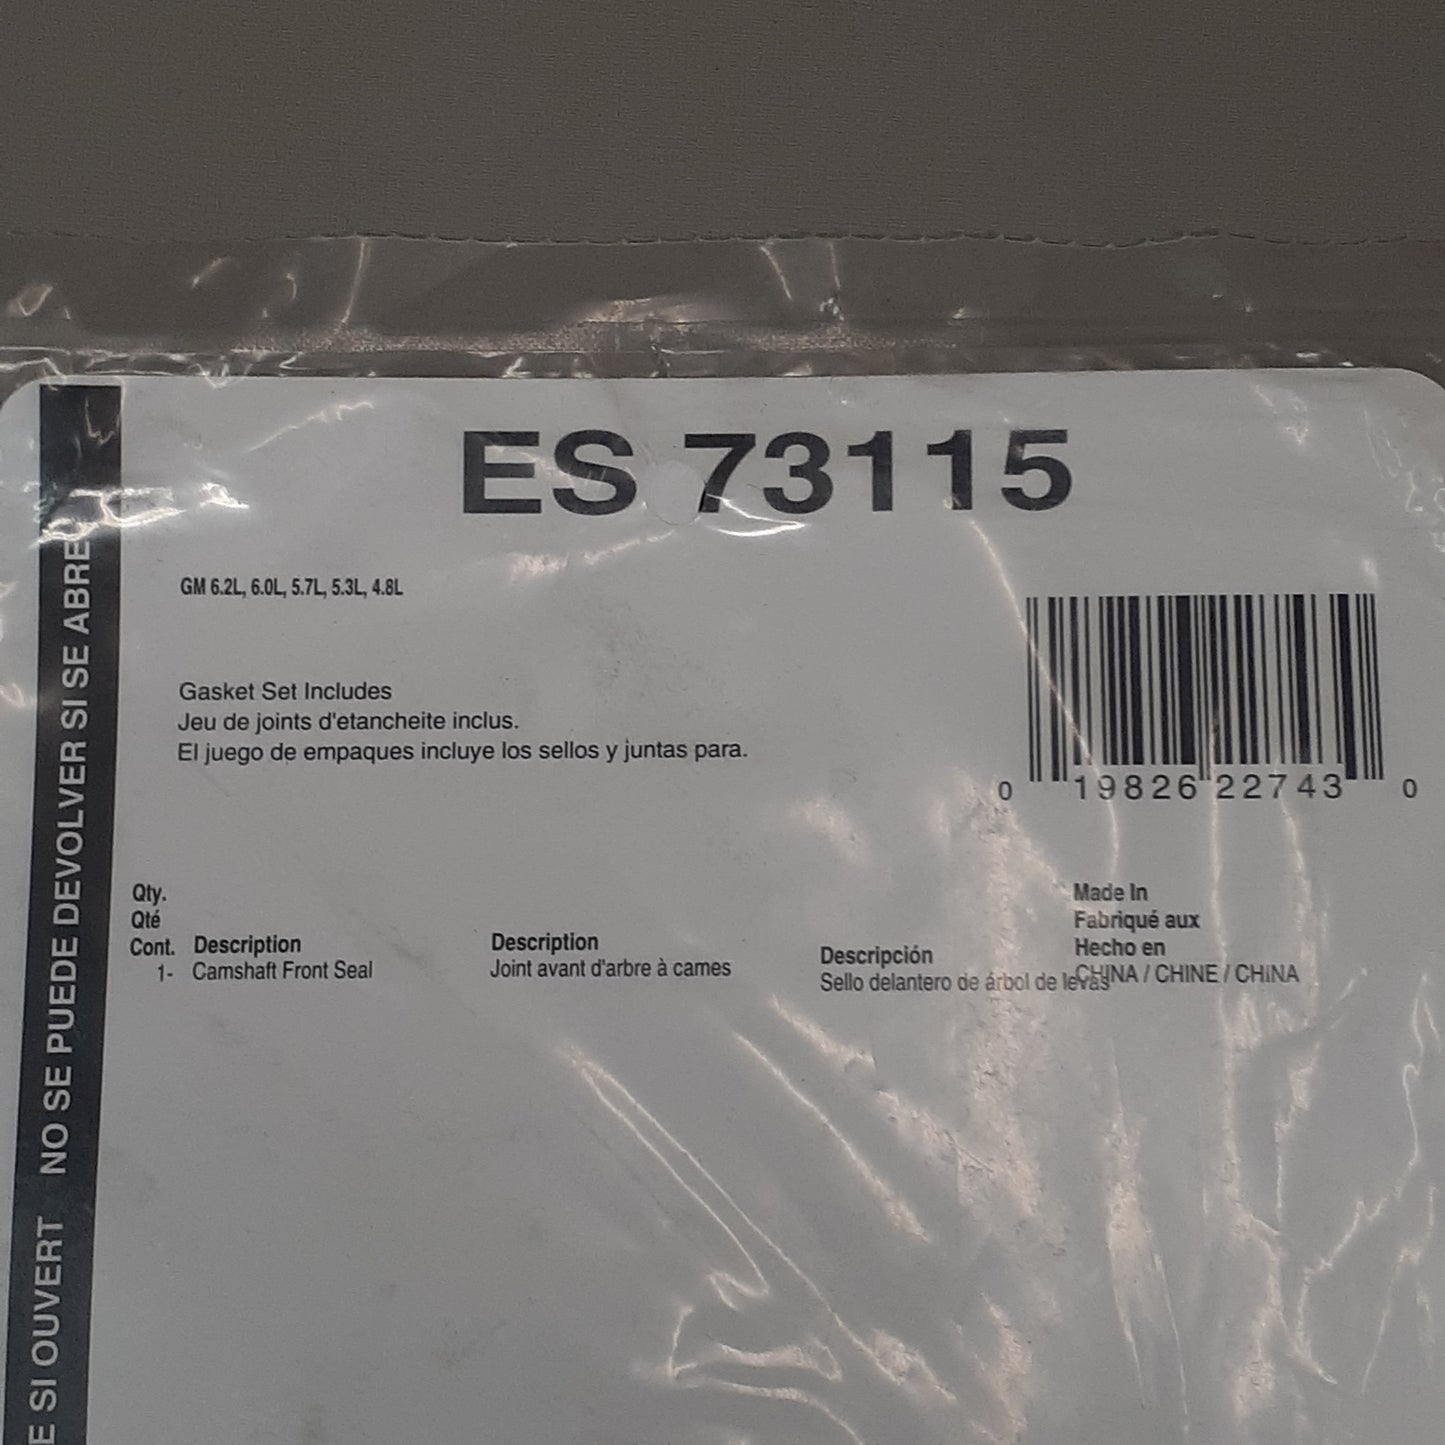 ES 73115
GM 6.2L, 6.0L, 5.7L, 5.3L, 4.8L
Gasket Set Includes
Jeu de joints d'etancheite inclus.
El juego de empaques incluye los sellos y juntas para.
0 19826 22743 0
Qty.
Qté
Cont. Description
1- Camshaft Front Seal
Description
Joint avant d'arbre à cames
Descripción
Sello delantero de árbol de levas
Made In
Fabriqué aux
Hecho en
CHINA / CHINE / CHINA
SI OUVERT NO SE PUEDE DEVOLVER SI SE ABRE